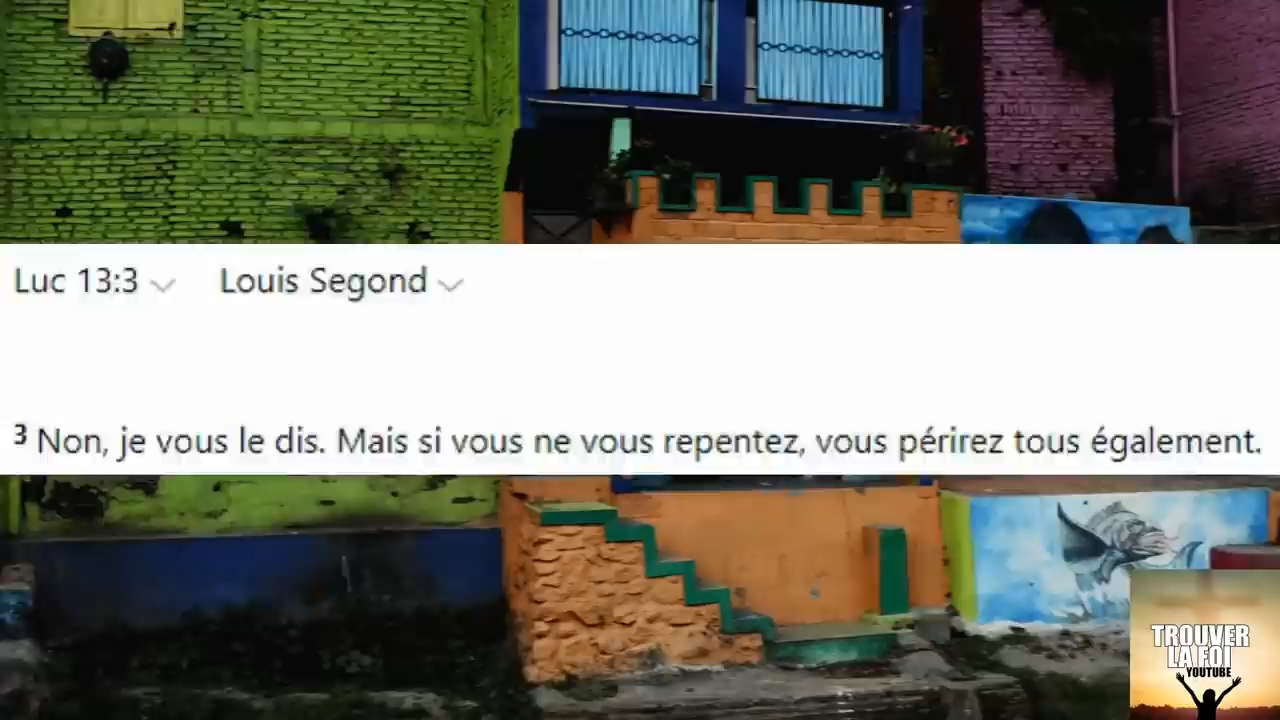 Luc 13:3 Louis Segond
3 Non, je vous le dis. Mais si vous ne vous repentez, vous périrez tous également.
TROUVER
LA FOI
YOUTUBE